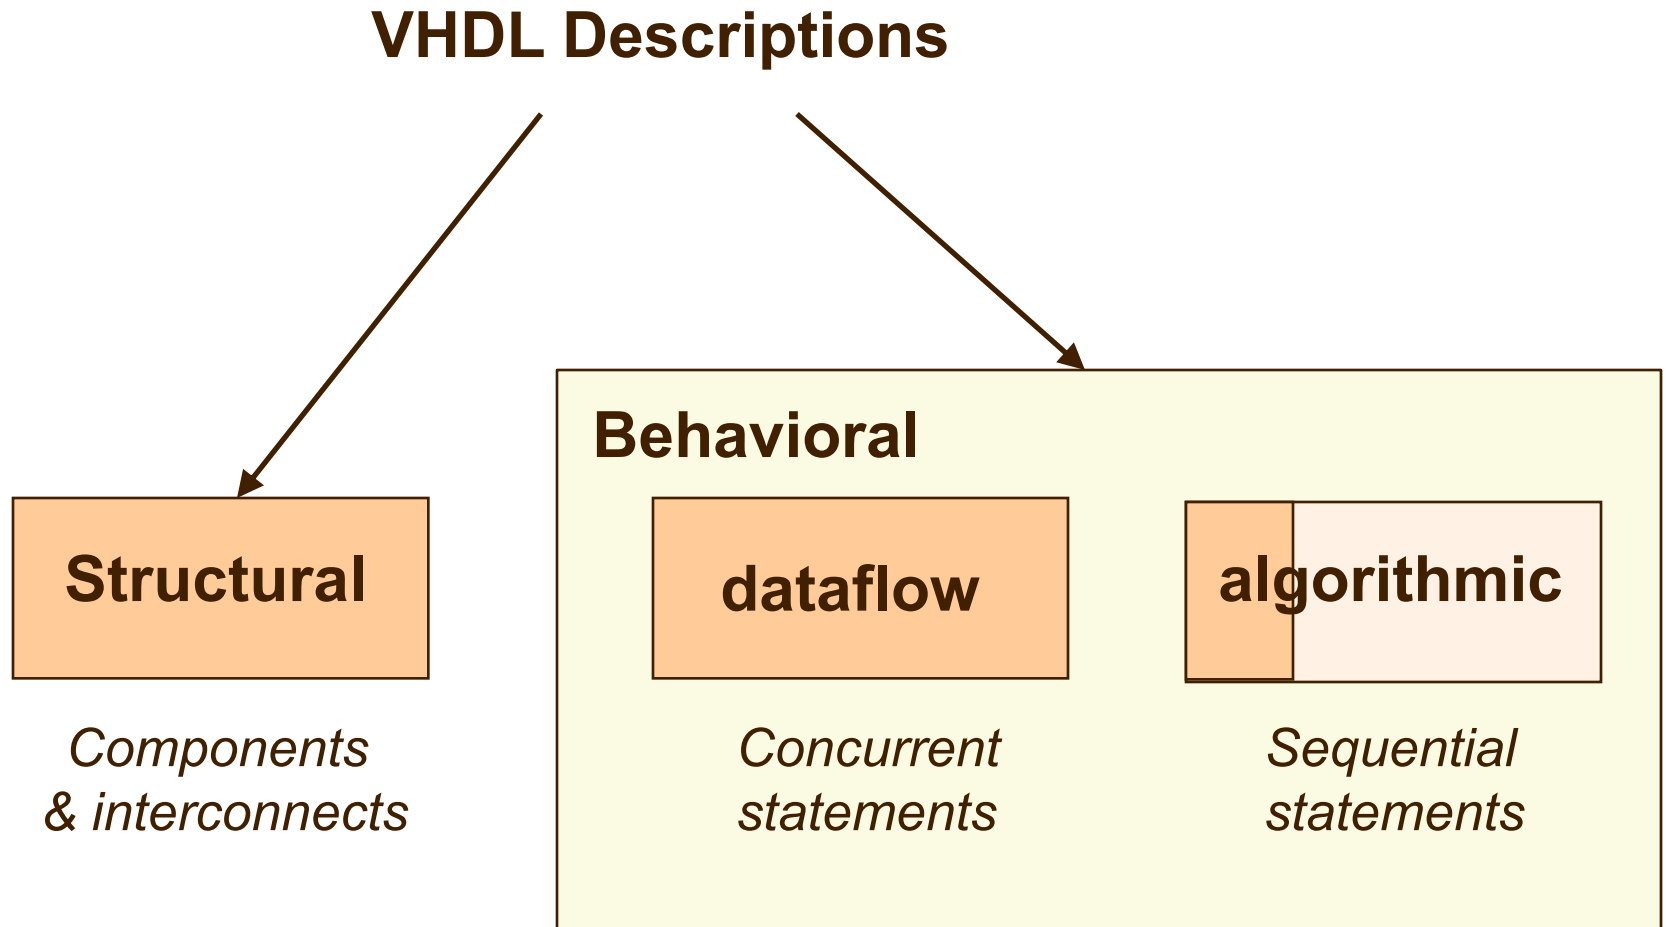 VHDL Descriptions
Behavioral
Structural
dataflow
algorithmic
Components
& interconnects
Concurrent
statements
Sequential
statements